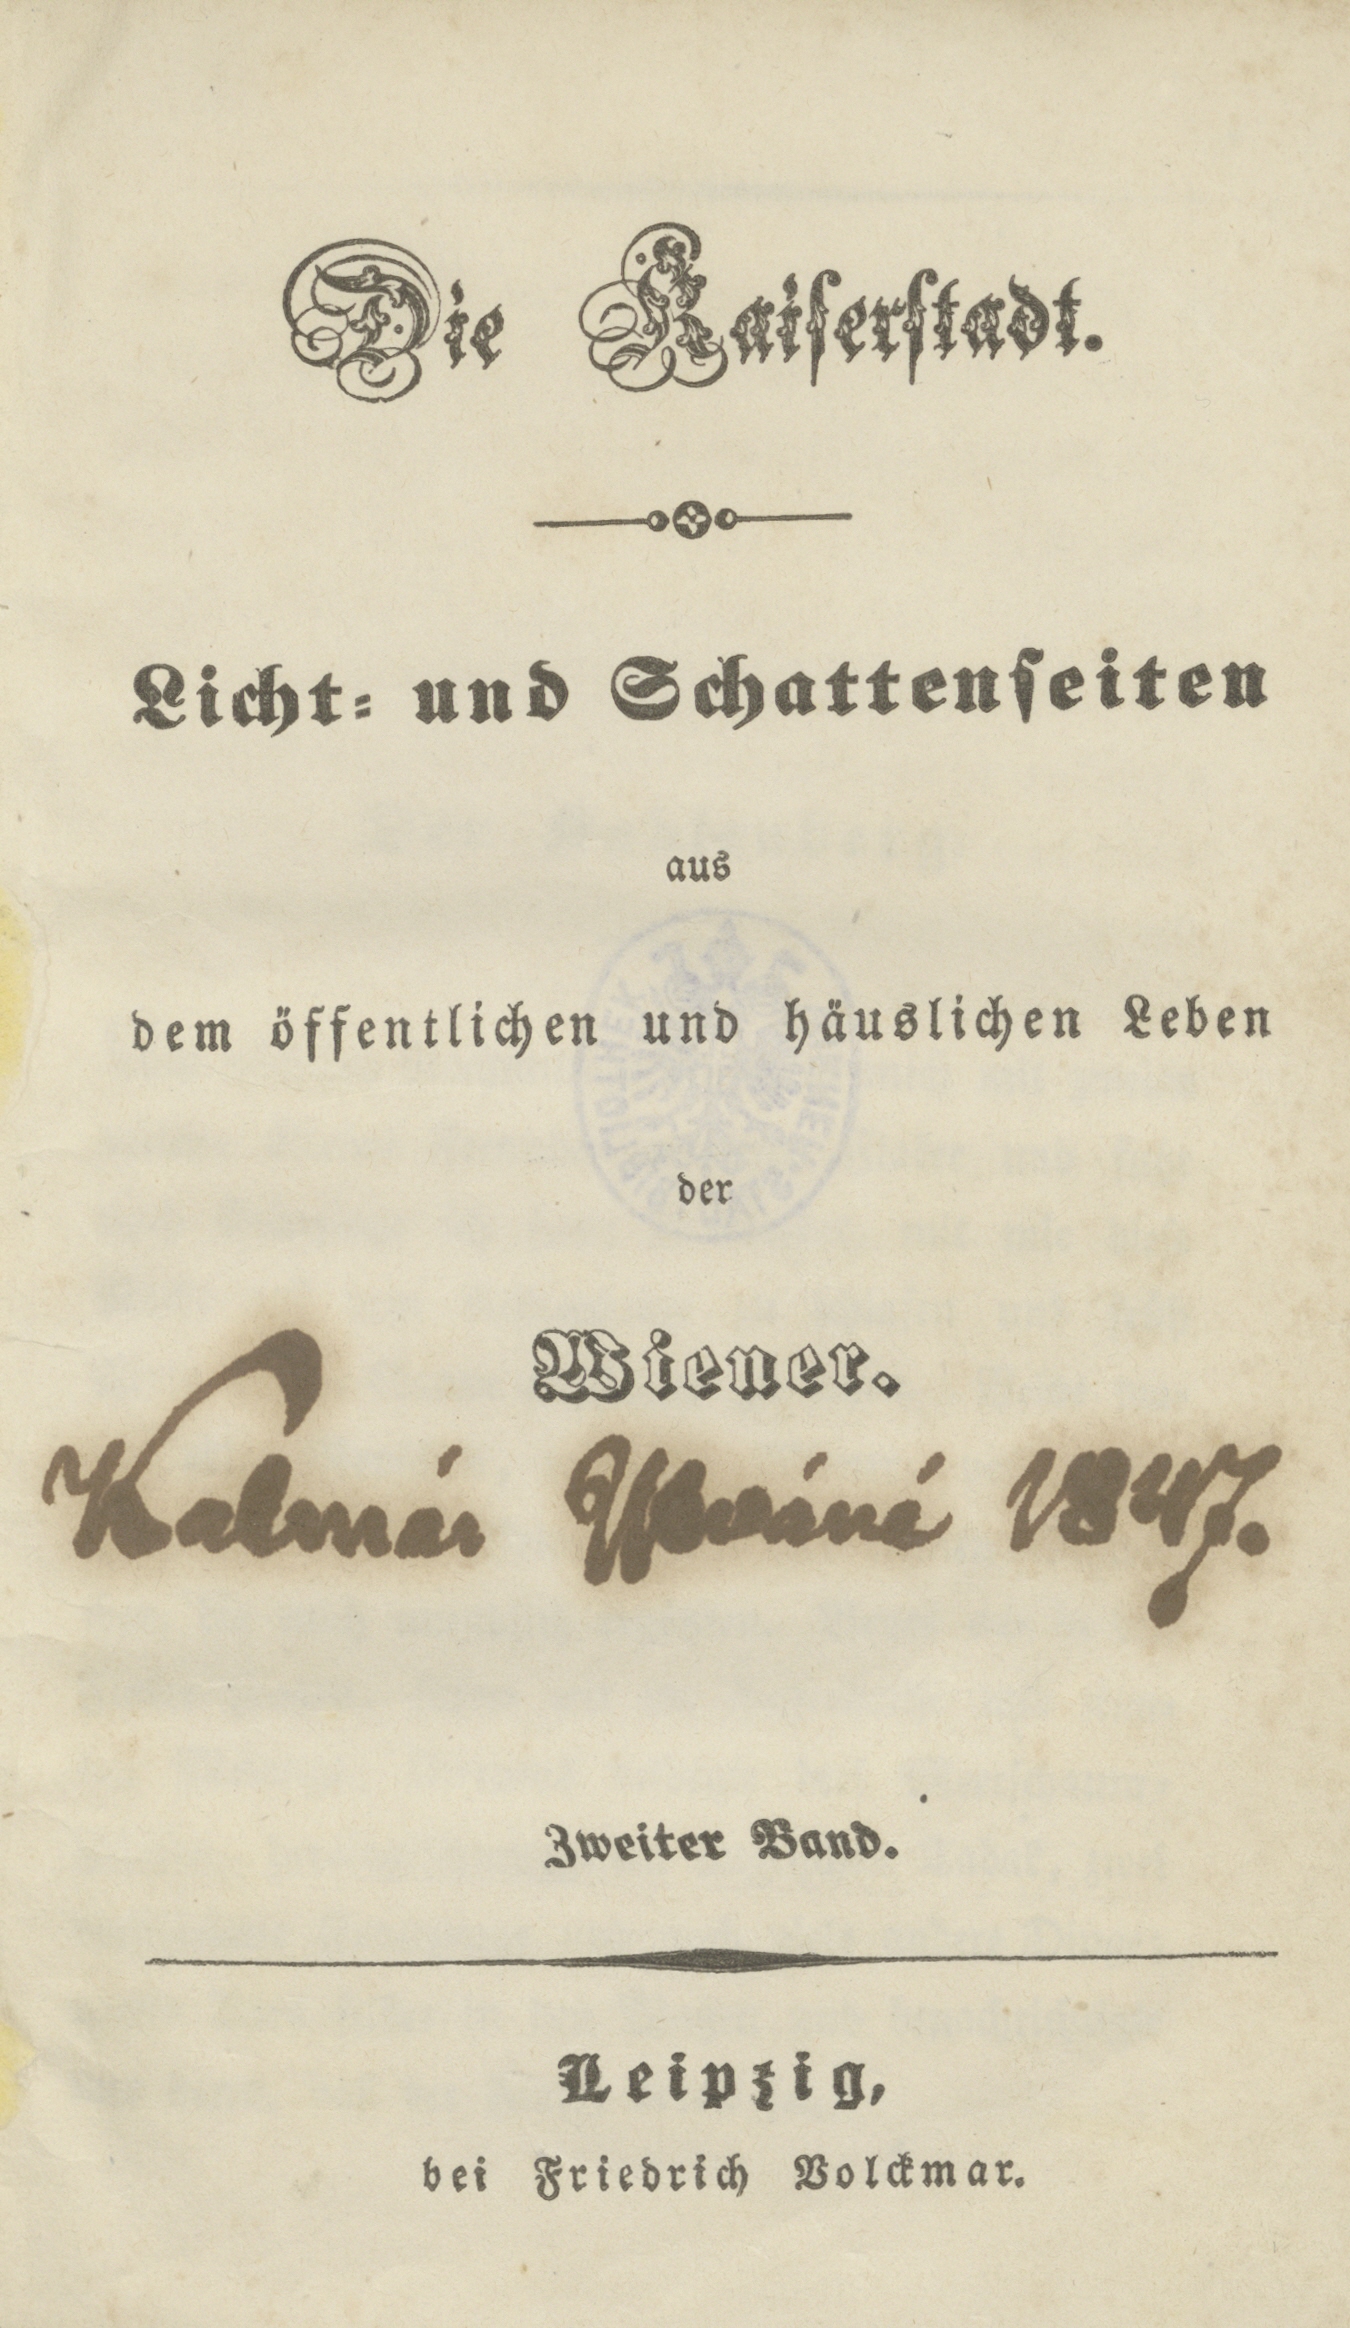 Die Kaiserstadt.
Licht- und Schattenseiten
aus
dem öffentlichen und häuslichen Leben
der
Wiener.
Kalmár 1847.
Zweiter Band.
Leipzig,
bei Friedrich Volckmar.